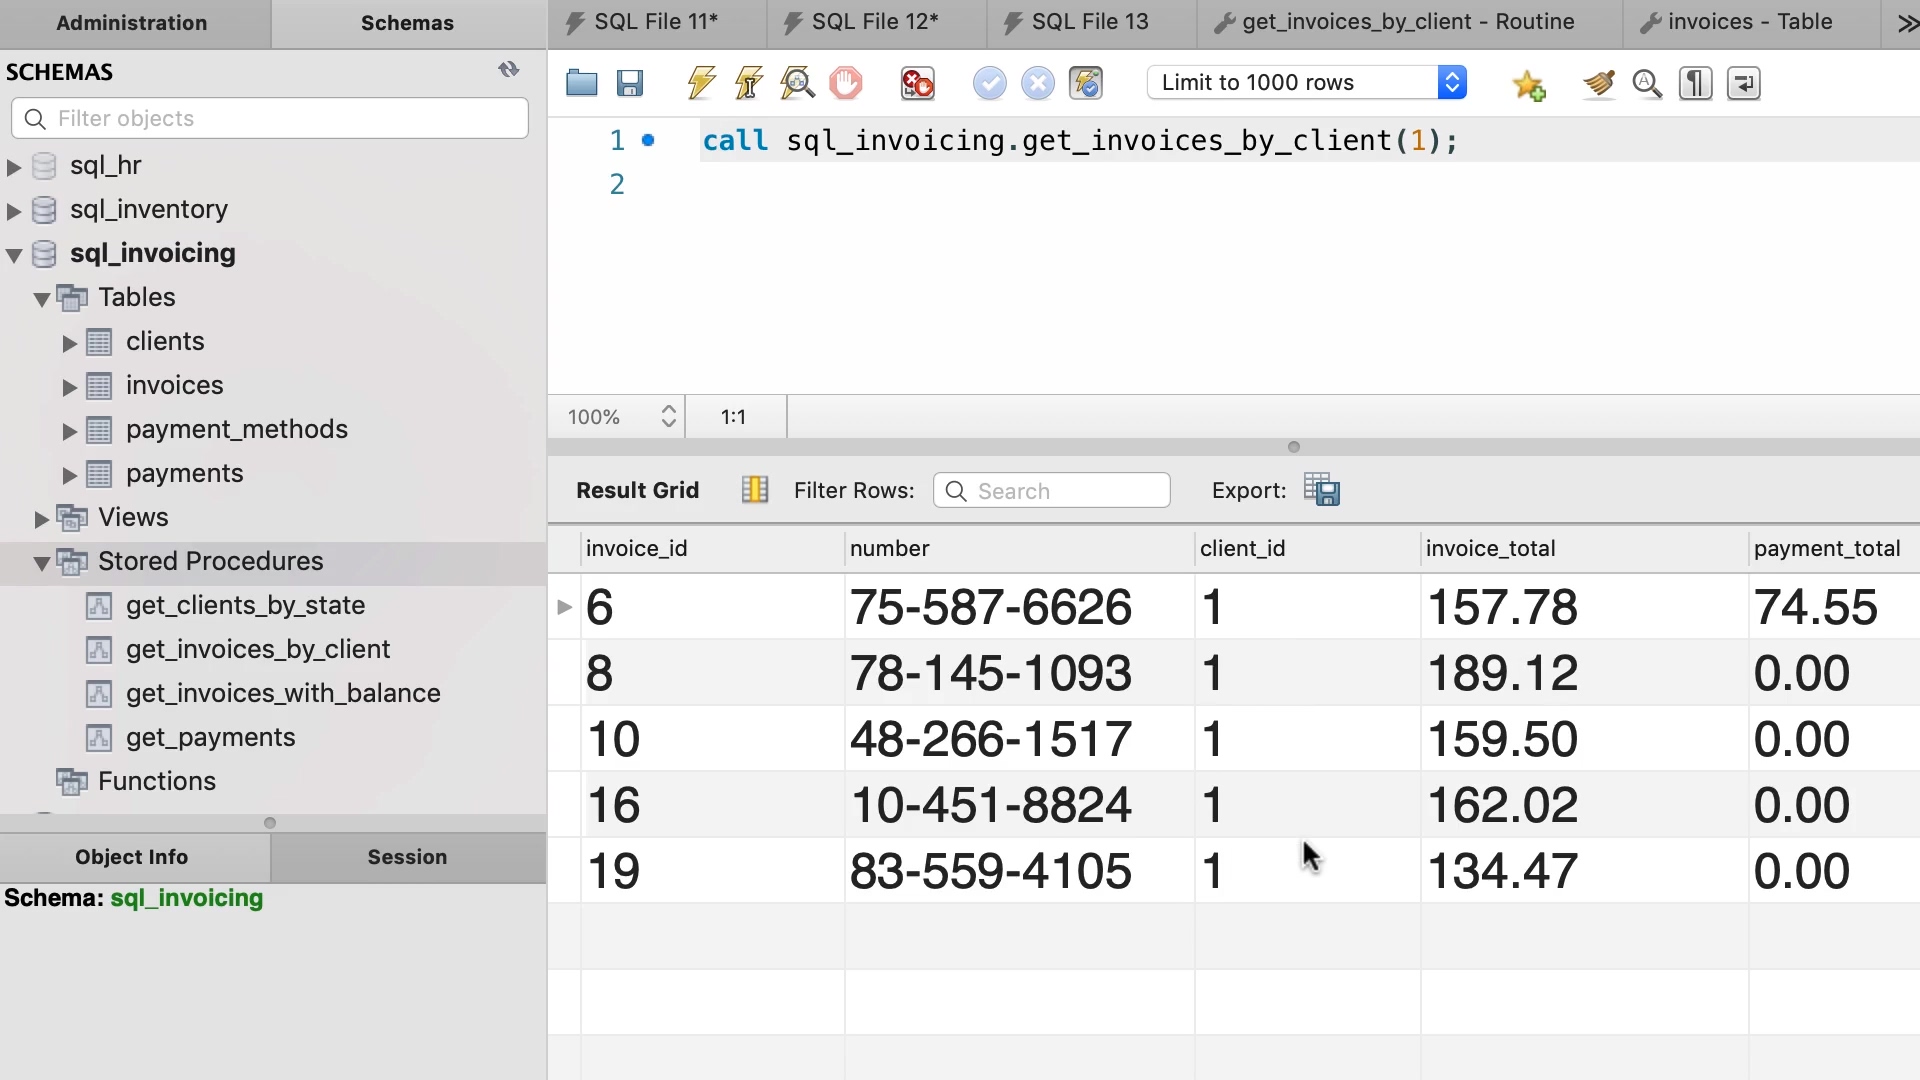 Administration
Schemas
SQL File 11*
SQL File 12*
SQL File 13
get_invoices_by_client - Routine
invoices - Table
SCHEMAS
Filter objects
sql_hr
sql_inventory
sql_invoicing
Tables
clients
invoices
payment_methods
payments
Views
Stored Procedures
get_clients_by_state
get_invoices_by_client
get_invoices_with_balance
get_payments
Functions
Object Info
Session
Schema: sql_invoicing
Limit to 1000 rows
1 call sql_invoicing.get_invoices_by_client(1);
2
100%
1:1
Result Grid
Filter Rows:
Search
Export:
invoice_id number client_id invoice_total payment_total
6 75-587-6626 1 157.78 74.55
8 78-145-1093 1 189.12 0.00
10 48-266-1517 1 159.50 0.00
16 10-451-8824 1 162.02 0.00
19 83-559-4105 1 134.47 0.00